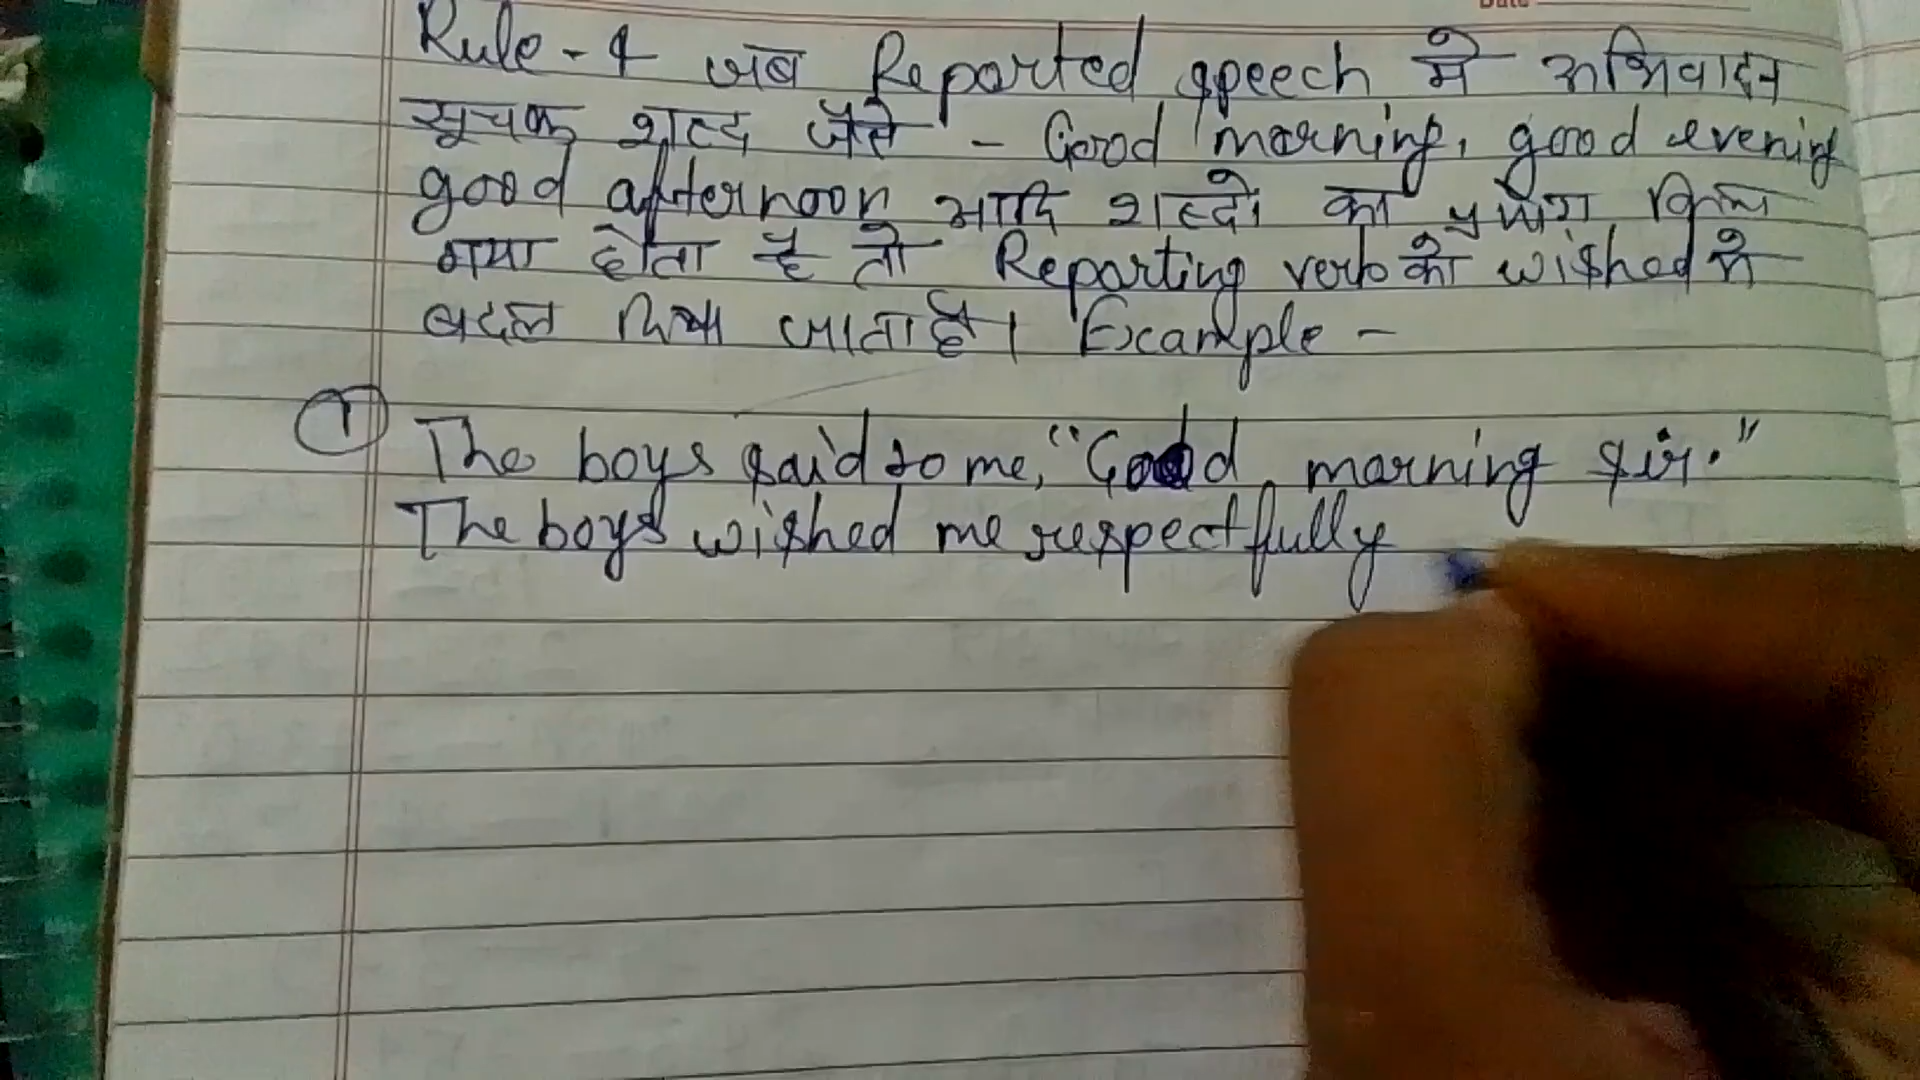 Date
Rule - 4 जब Reported speech में अभिवादन
सूचक शब्द जैसे - Good morning, good evening
good afternoon आदि शब्दों का प्रयोग किया
गया होता है तो Reporting verb को wished में
बदल दिया जाता है। Example -
① The boys said to me, "Good morning sir."
The boys wished me respectfully